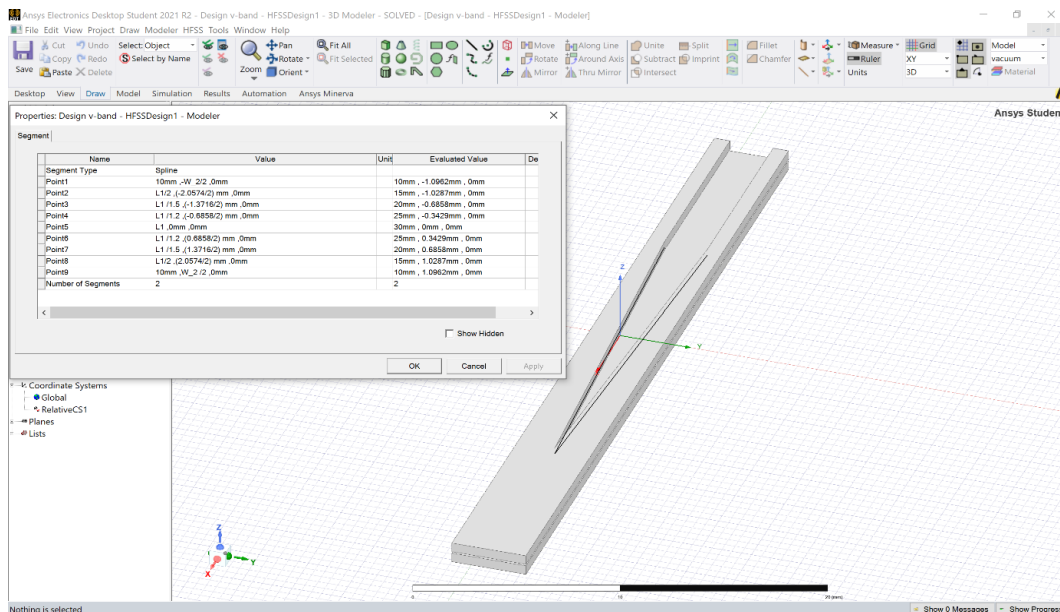 Ansys Electronics Desktop Student 2021 R2 - Design v-band - HFSSDesign1 - 3D Modeler - SOLVED - [Design v-band - HFSSDesign1 - Modeler]
File Edit View Project Draw Modeler HFSS Tools Window Help
Cut Undo Select: Object Pan Fit All Move Along Line Unite Split Fillet Measure Grid Model
Copy Redo Select by Name Rotate Fit Selected Rotate Around Axis Subtract Imprint Chamfer Ruler XY vacuum
Save Paste Delete Zoom Orient Mirror Thru Mirror Intersect Units 3D Material
Desktop View Draw Model Simulation Results Automation Ansys Minerva
Properties: Design v-band - HFSSDesign1 - Modeler
Ansys Studen
Segment
Name Value Unit Evaluated Value De
Segment Type Spline
Point1 10mm ,-W_2/2 ,0mm 10mm , -1.0962mm , 0mm
Point2 L1/2 ,(-2.0574/2) mm ,0mm 15mm , -1.0287mm , 0mm
Point3 L1 /1.5 ,(-1.3716/2) mm ,0mm 20mm , -0.6858mm , 0mm
Point4 L1 /1.2 ,(-0.6858/2) mm ,0mm 25mm , -0.3429mm , 0mm
Point5 L1 ,0mm ,0mm 30mm , 0mm , 0mm
Point6 L1 /1.2 ,(0.6858/2) mm ,0mm 25mm , 0.3429mm , 0mm
Point7 L1 /1.5 ,(1.3716/2) mm ,0mm 20mm , 0.6858mm , 0mm
Point8 L1/2 ,(2.0574/2) mm ,0mm 15mm , 1.0287mm , 0mm
Point9 10mm ,W_2 /2 ,0mm 10mm , 1.0962mm , 0mm
Number of Segments 2 2
Show Hidden
OK Cancel Apply
Coordinate Systems
Global
RelativeCS1
Planes
Lists
Z
Y
Z
Y
X
0 10 20 (mm)
Nothing is selected Show 0 Messages Show Progres